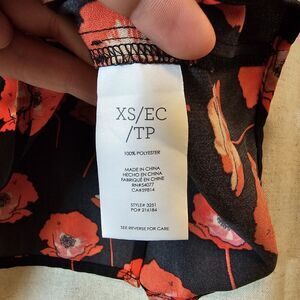 XS/EC
/TP
100% POLYESTER
MADE IN CHINA
HECHO EN CHINA
FABRIQUÉ EN CHINE
RN#54077
CA#59814
STYLE# 3251
PO# 216184
SEE REVERSE FOR CARE